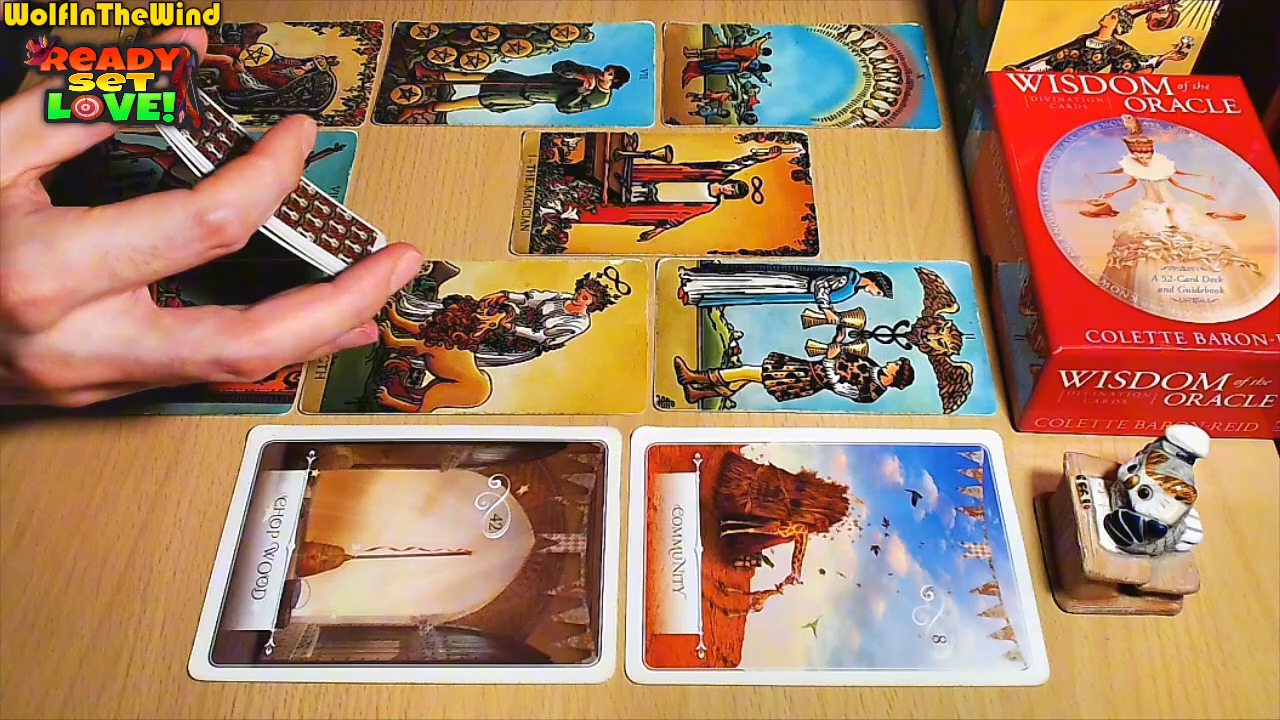 WolfInTheWind
READY
SET
LOVE!
VII
X
WISDOM of the
DIVINATION
CARDS
ORACLE
I • THE MAGICIAN
A 52-Card Deck
and Guidebook
COLETTE BARON-
WISDOM of the
DIVINATION
CARDS
ORACLE
COLETTE BARON-REID
II
42
CHOP WOOD
8
COMMUNITY